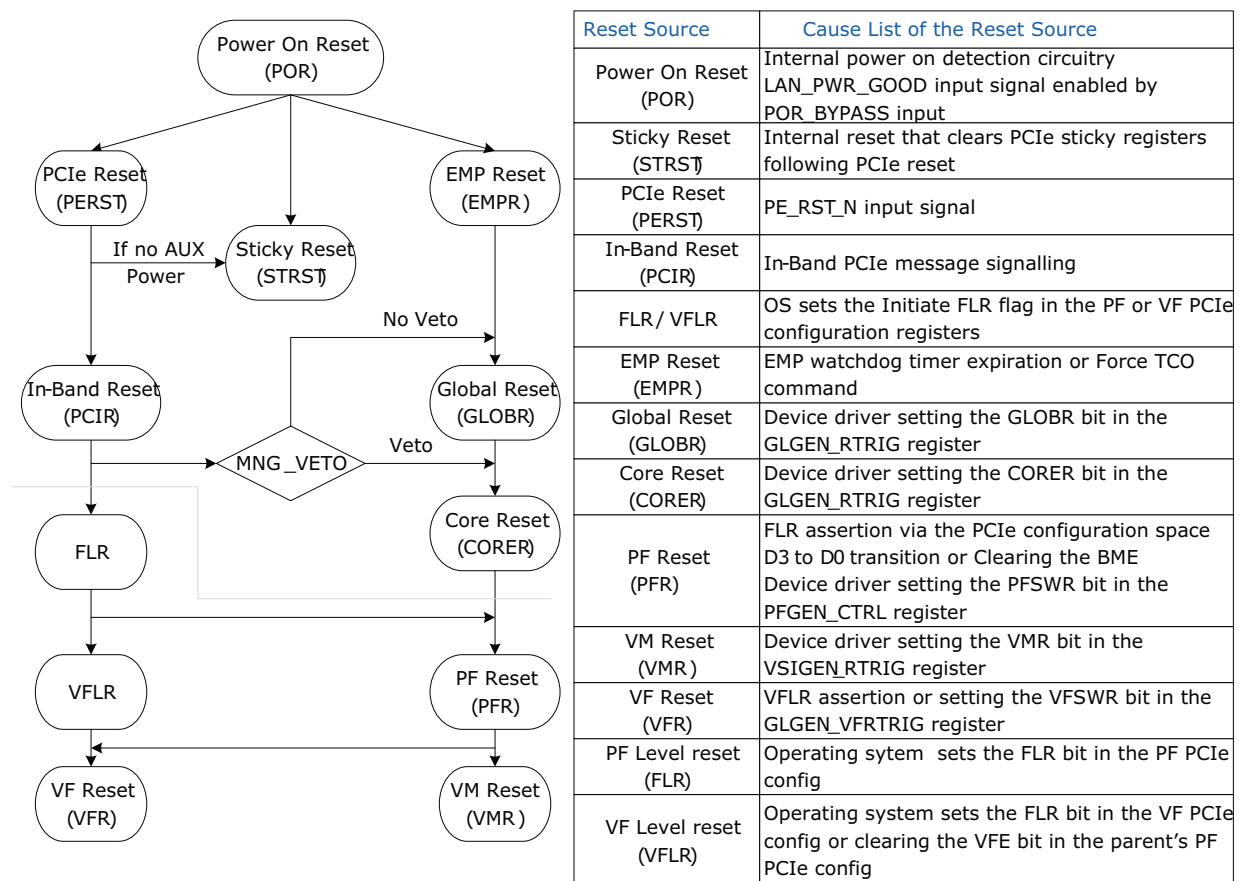 Power On Reset
(POR)
PCIe Reset
(PERST)
EMP Reset
(EMPR)
If no AUX
Power
Sticky Reset
(STRST)
No Veto
In-Band Reset
(PCIR)
Global Reset
(GLOBR)
MNG_VETO
Veto
Core Reset
(CORER)
FLR
VFLR
PF Reset
(PFR)
VF Reset
(VFR)
VM Reset
(VMR)
Reset Source
Cause List of the Reset Source
Power On Reset
(POR)
Internal power on detection circuitry
LAN_PWR_GOOD input signal enabled by
POR_BYPASS input
Sticky Reset
(STRST)
Internal reset that clears PCIe sticky registers
following PCIe reset
PCIe Reset
(PERST)
PE_RST_N input signal
In-Band Reset
(PCIR)
In-Band PCIe message signalling
FLR/ VFLR
OS sets the Initiate FLR flag in the PF or VF PCIe
configuration registers
EMP Reset
(EMPR)
EMP watchdog timer expiration or Force TCO
command
Global Reset
(GLOBR)
Device driver setting the GLOBR bit in the
GLGEN_RTRIG register
Core Reset
(CORER)
Device driver setting the CORER bit in the
GLGEN_RTRIG register
PF Reset
(PFR)
FLR assertion via the PCIe configuration space
D3 to D0 transition or Clearing the BME
Device driver setting the PFSWR bit in the
PFGEN_CTRL register
VM Reset
(VMR)
Device driver setting the VMR bit in the
VSIGEN_RTRIG register
VF Reset
(VFR)
VFLR assertion or setting the VFSWR bit in the
GLGEN_VFRTRIG register
PF Level reset
(FLR)
Operating sytem sets the FLR bit in the PF PCIe
config
VF Level reset
(VFLR)
Operating system sets the FLR bit in the VF PCIe
config or clearing the VFE bit in the parent's PF
PCIe config